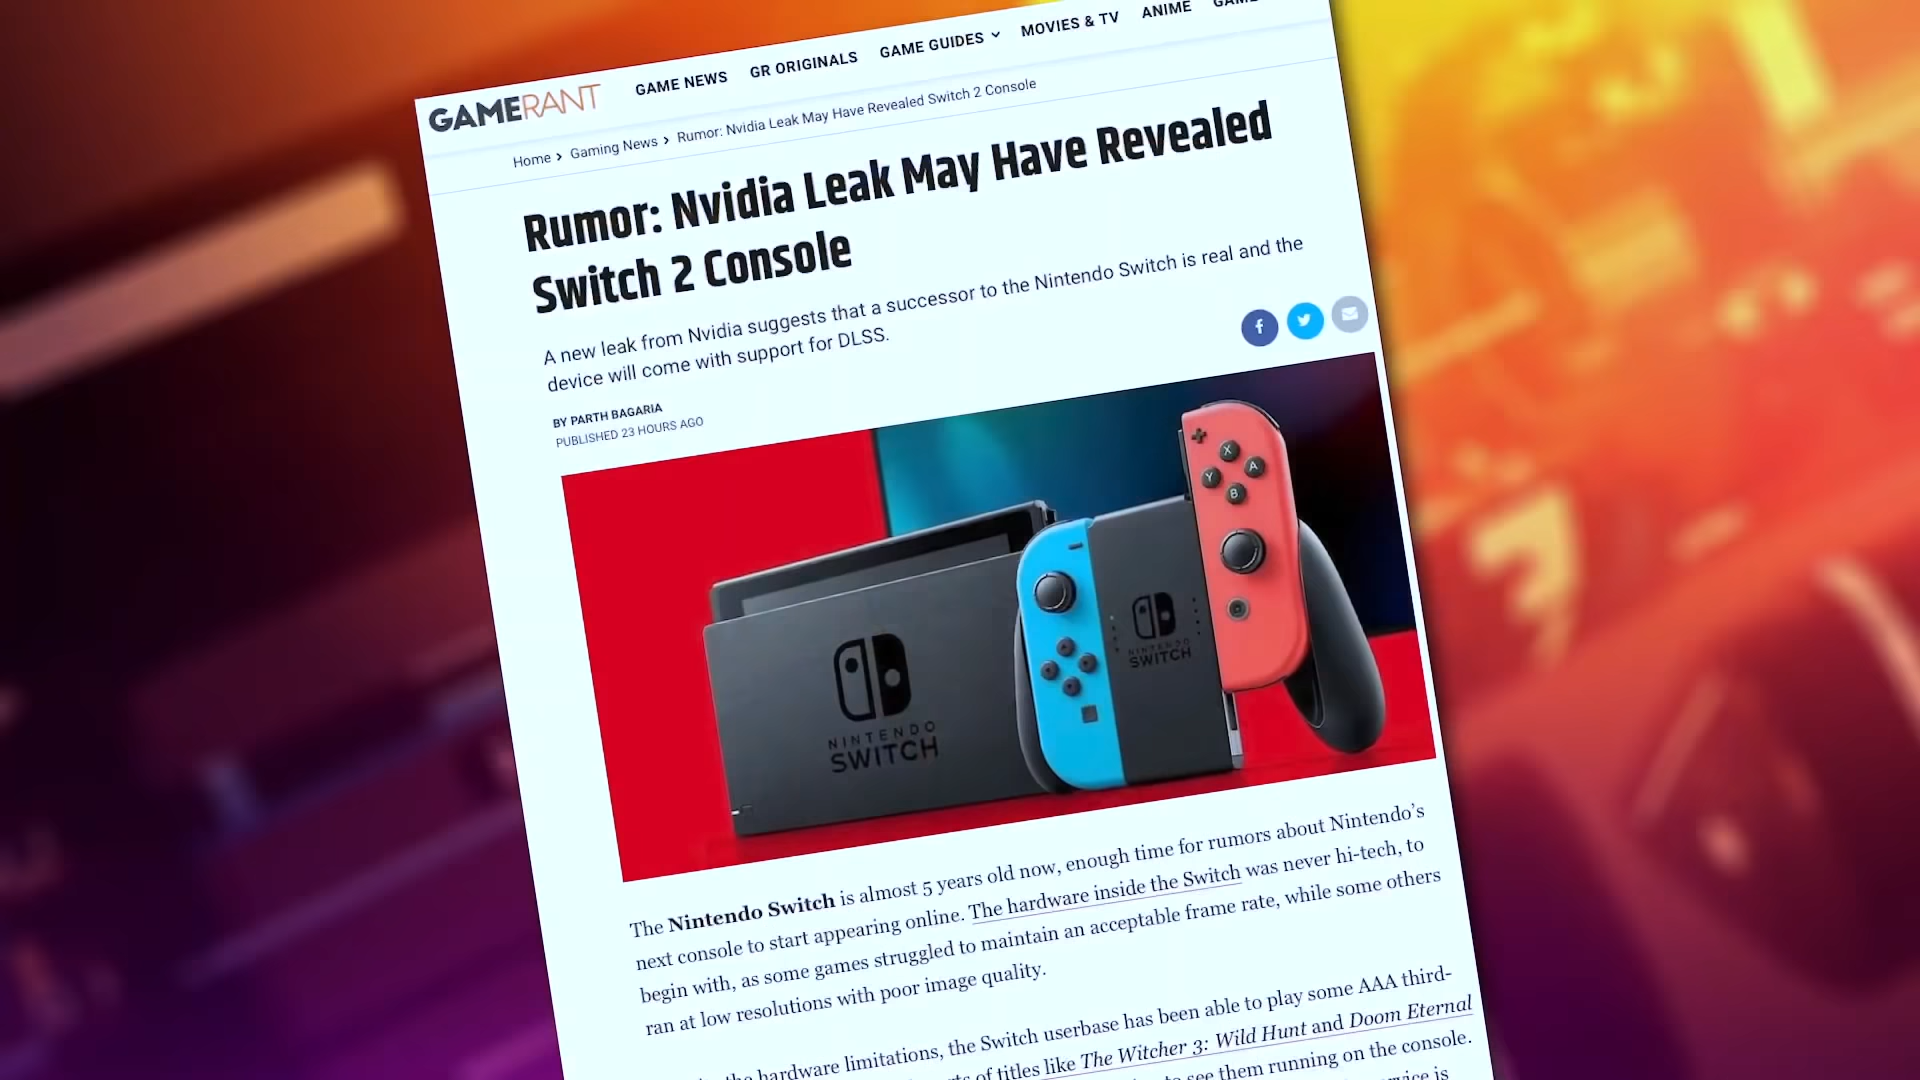 GAMERANT
GAME NEWS
GR ORIGINALS
GAME GUIDES
MOVIES & TV
ANIME
Home > Gaming News > Rumor: Nvidia Leak May Have Revealed Switch 2 Console
Rumor: Nvidia Leak May Have Revealed
Switch 2 Console
A new leak from Nvidia suggests that a successor to the Nintendo Switch is real and the
device will come with support for DLSS.
BY PARTH BAGARIA
PUBLISHED 23 HOURS AGO
X
Y
A
B
NINTENDO
SWITCH
NINTENDO
SWITCH
The Nintendo Switch is almost 5 years old now, enough time for rumors about Nintendo's
next console to start appearing online. The hardware inside the Switch was never hi-tech, to
begin with, as some games struggled to maintain an acceptable frame rate, while some others
ran at low resolutions with poor image quality.
the hardware limitations, the Switch userbase has been able to play some AAA third-
of titles like The Witcher 3: Wild Hunt and Doom Eternal
to see them running on the console.
is